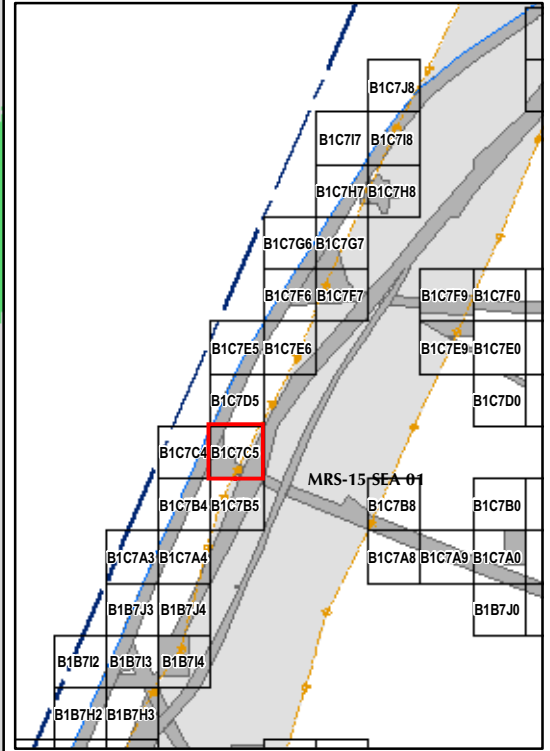 B1C7J8
B1C7I7 B1C7I8
B1C7H7 B1C7H8
B1C7G6 B1C7G7
B1C7F6 B1C7F7 B1C7F9 B1C7F0
B1C7E5 B1C7E6 B1C7E9 B1C7E0
B1C7D5 B1C7D0
B1C7C4 B1C7C5
MRS-15 SEA 01
B1C7B4 B1C7B5 B1C7B8 B1C7B0
B1C7A3 B1C7A4 B1C7A8 B1C7A9 B1C7A0
B1B7J3 B1B7J4 B1B7J0
B1B7I2 B1B7I3 B1B7I4
B1B7H2 B1B7H3